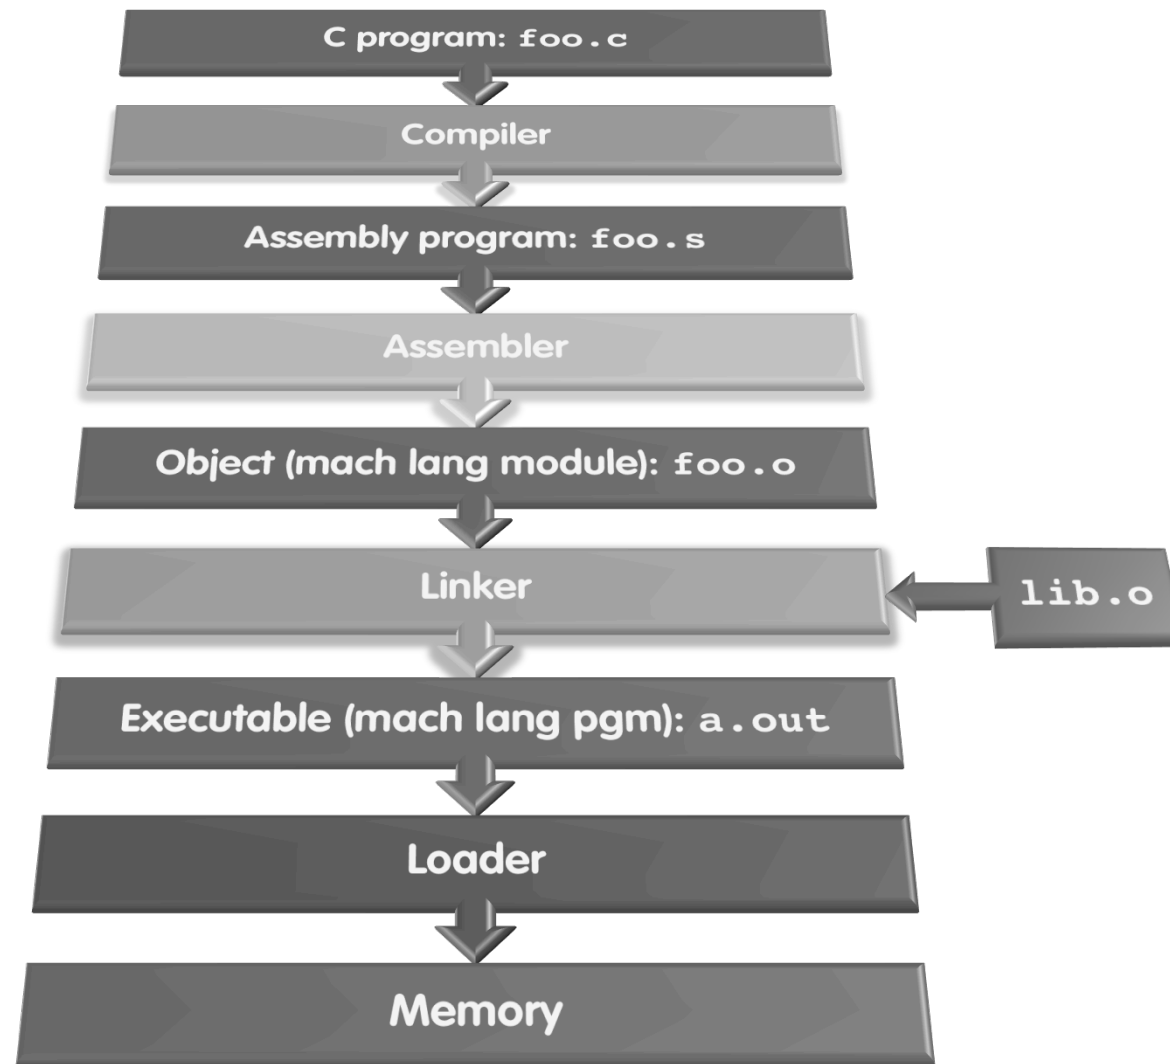 C program: foo.c
Compiler
Assembly program: foo.s
Assembler
Object (mach lang module): foo.o
Linker
lib.o
Executable (mach lang pgm): a.out
Loader
Memory